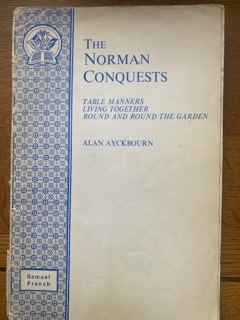 THE
NORMAN
CONQUESTS
TABLE MANNERS
LIVING TOGETHER
ROUND AND ROUND THE GARDEN
ALAN AYCKBOURN
Samuel
French